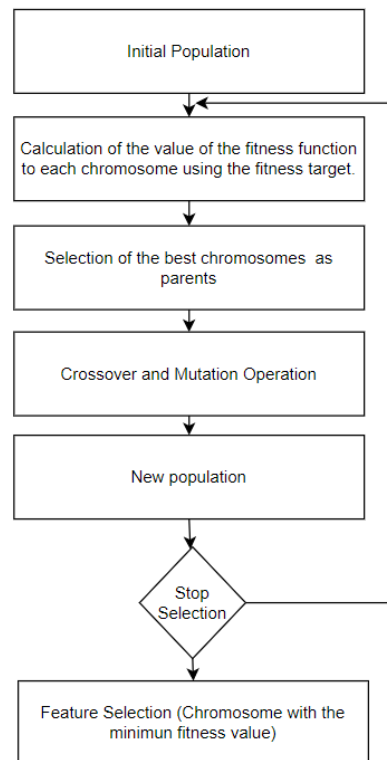 Initial Population
Calculation of the value of the fitness function
to each chromosome using the fitness target.
Selection of the best chromosomes as
parents
Crossover and Mutation Operation
New population
Stop
Selection
Feature Selection (Chromosome with the
minimun fitness value)